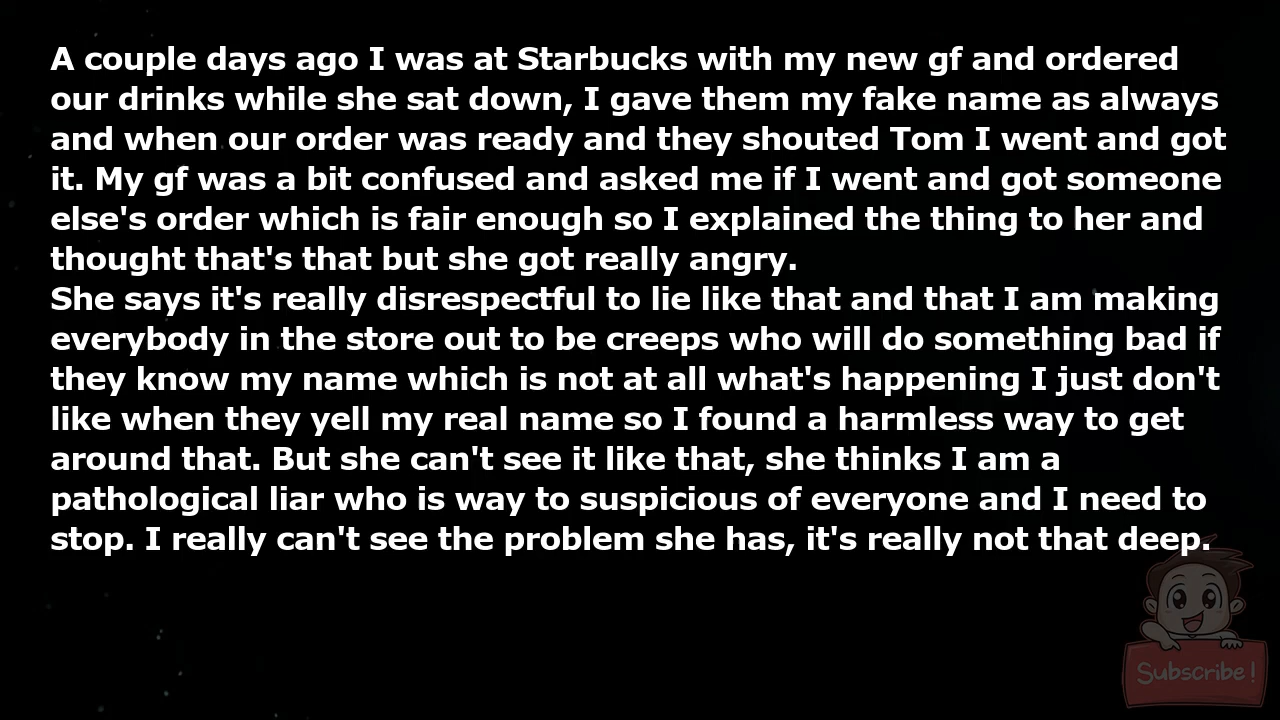 A couple days ago I was at Starbucks with my new gf and ordered
our drinks while she sat down, I gave them my fake name as always
and when our order was ready and they shouted Tom I went and got
it. My gf was a bit confused and asked me if I went and got someone
else's order which is fair enough so I explained the thing to her and
thought that's that but she got really angry.
She says it's really disrespectful to lie like that and that I am making
everybody in the store out to be creeps who will do something bad if
they know my name which is not at all what's happening I just don't
like when they yell my real name so I found a harmless way to get
around that. But she can't see it like that, she thinks I am a
pathological liar who is way to suspicious of everyone and I need to
stop. I really can't see the problem she has, it's really not that deep.
Subscribe!